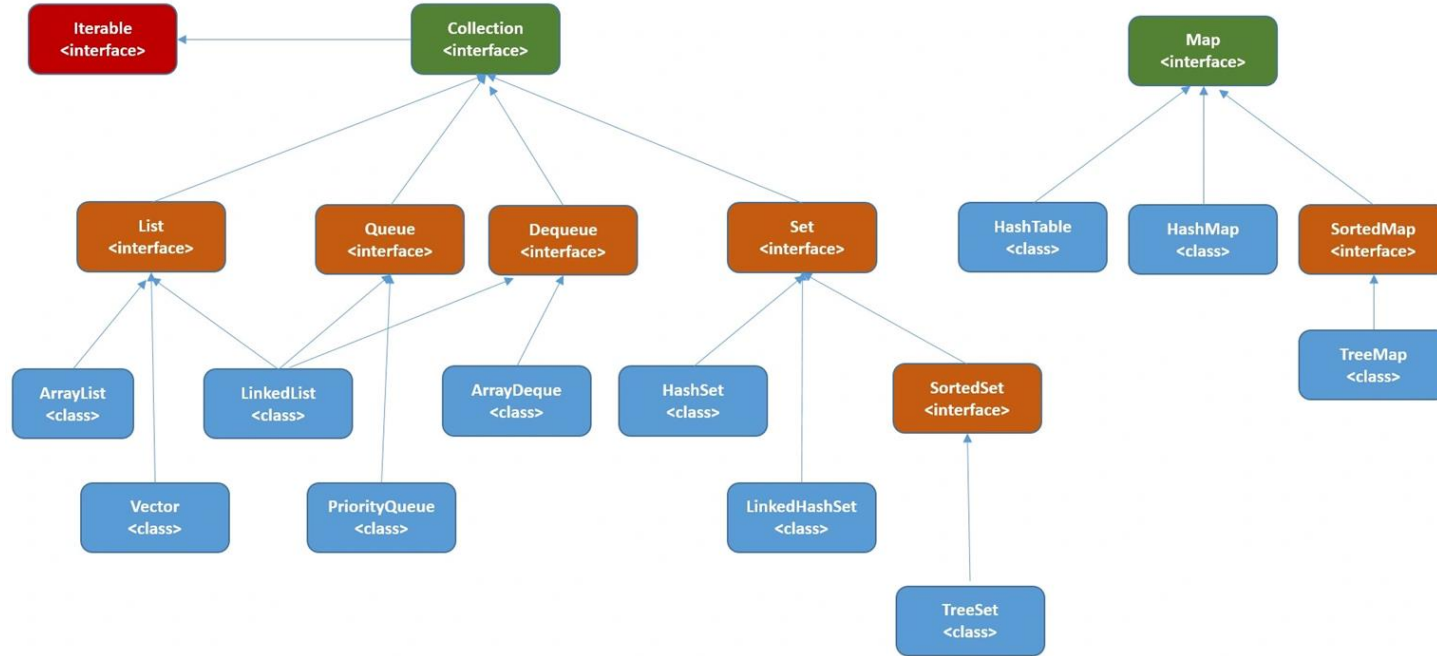 Iterable
<interface>
Collection
<interface>
Map
<interface>
List
<interface>
Queue
<interface>
Dequeue
<interface>
Set
<interface>
HashTable
<class>
HashMap
<class>
SortedMap
<interface>
ArrayList
<class>
LinkedList
<class>
ArrayDeque
<class>
HashSet
<class>
SortedSet
<interface>
TreeMap
<class>
Vector
<class>
PriorityQueue
<class>
LinkedHashSet
<class>
TreeSet
<class>